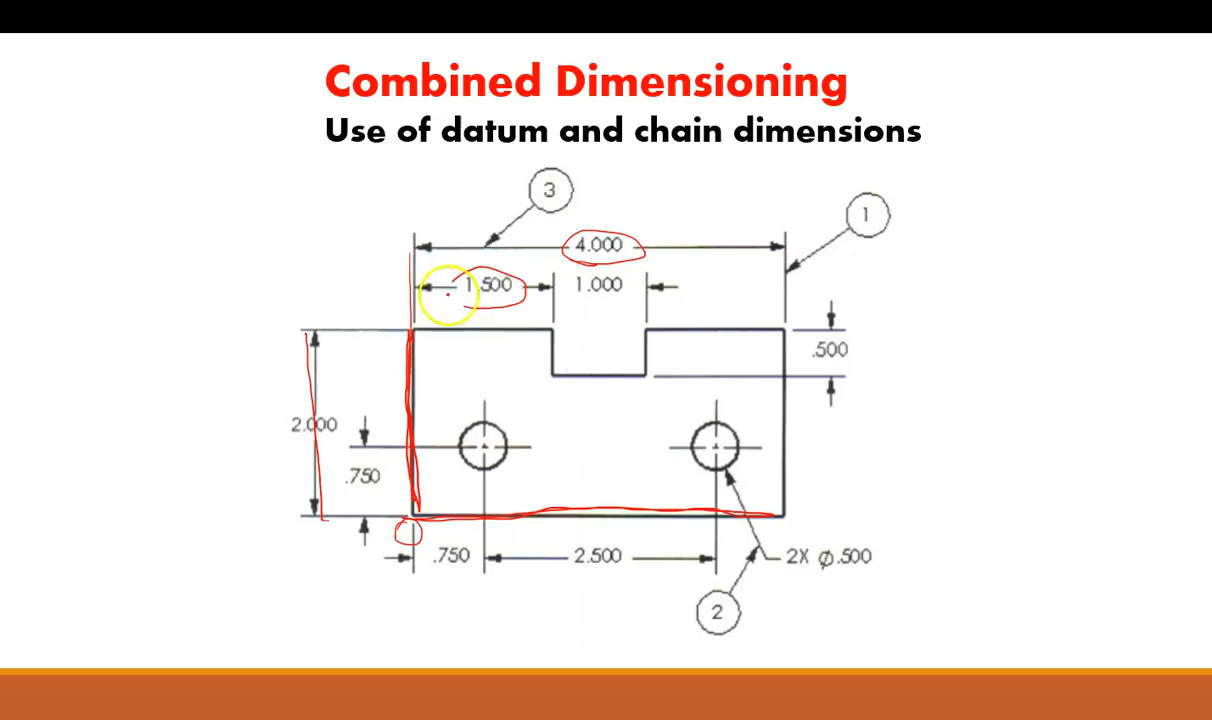 Combined Dimensioning
Use of datum and chain dimensions
3
1
4.000
1.500 1.000
.500
2.000
.750
.750 2.500 2X Ø.500
2